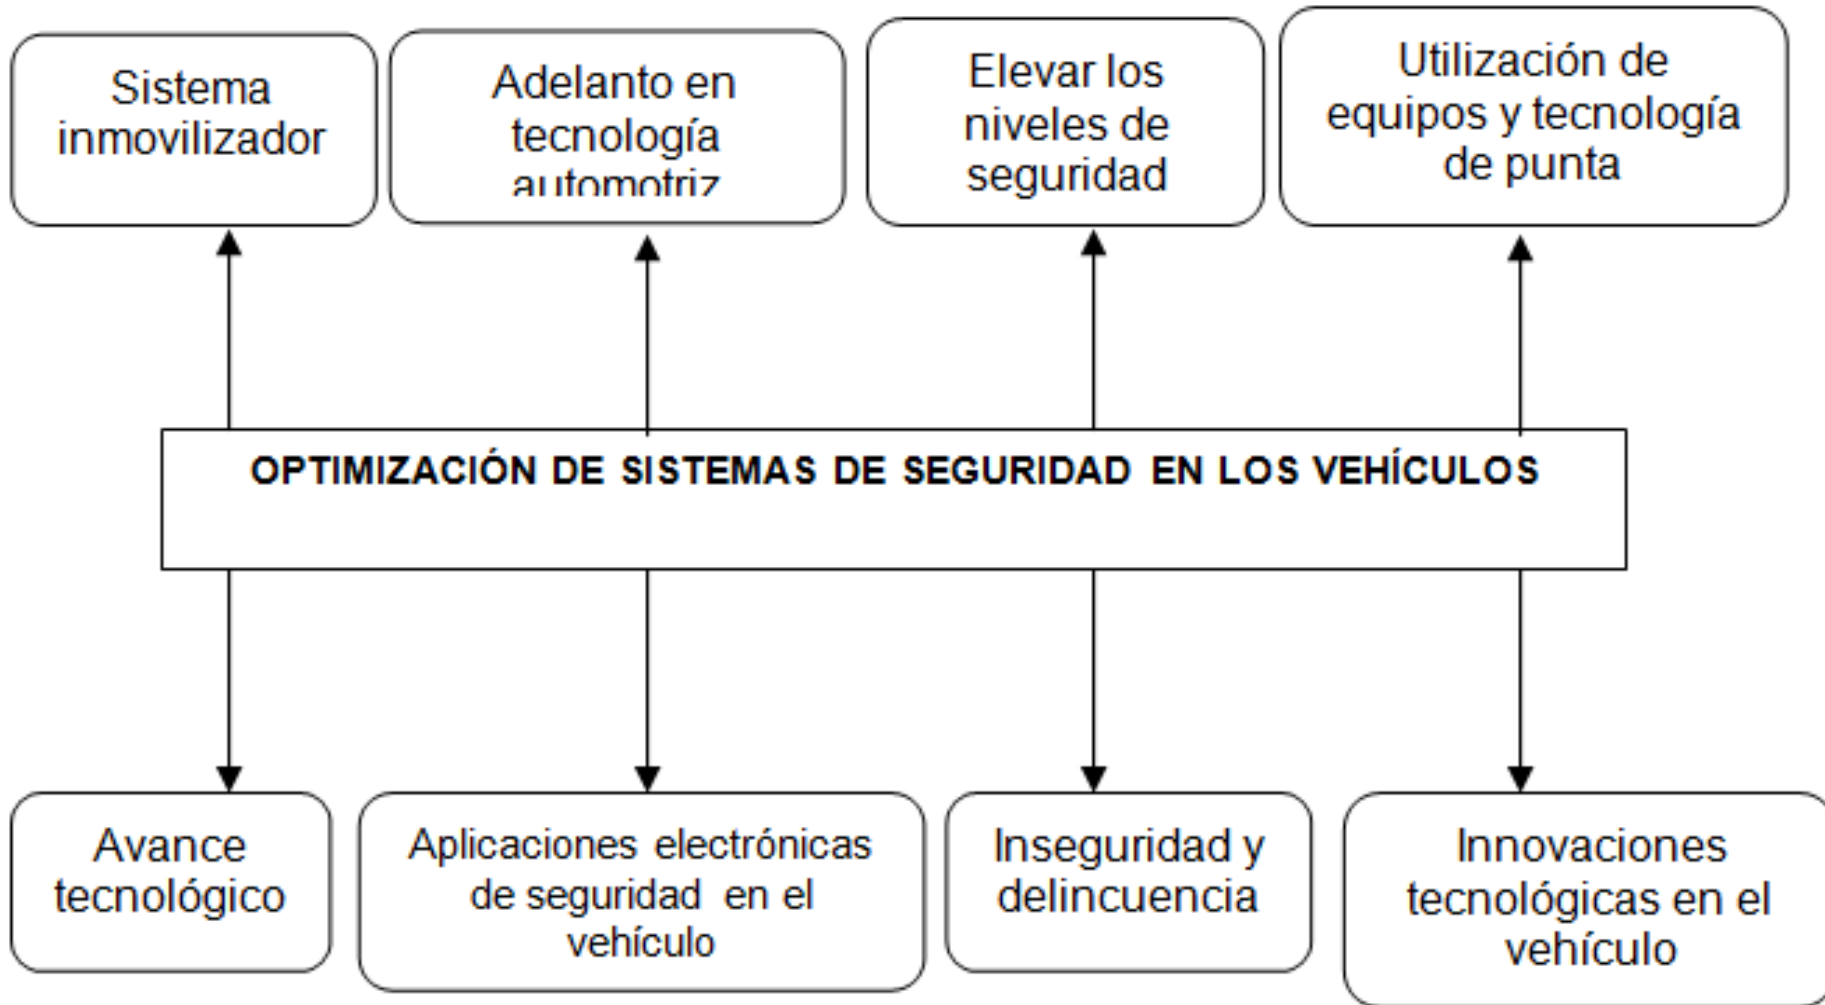 Sistema
inmovilizador
Adelanto en
tecnología
automotriz
Elevar los
niveles de
seguridad
Utilización de
equipos y tecnología
de punta
OPTIMIZACIÓN DE SISTEMAS DE SEGURIDAD EN LOS VEHÍCULOS
Avance
tecnológico
Aplicaciones electrónicas
de seguridad en el
vehículo
Inseguridad y
delincuencia
Innovaciones
tecnológicas en el
vehículo